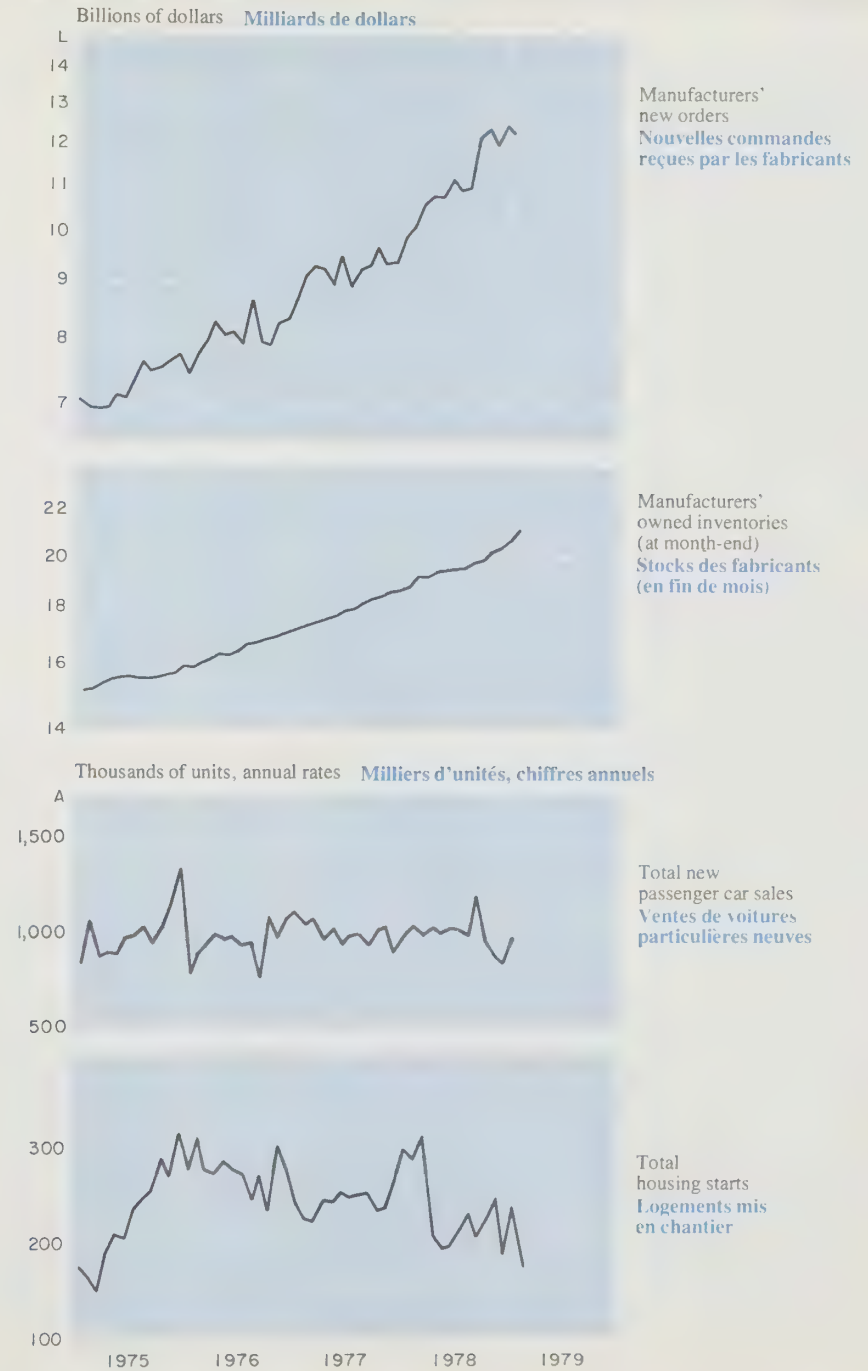 Billions of dollars Milliards de dollars
L
14
13
12
11
10
9
8
7
Manufacturers'
new orders
Nouvelles commandes
reçues par les fabricants
22
20
18
16
14
Manufacturers'
owned inventories
(at month-end)
Stocks des fabricants
(en fin de mois)
Thousands of units, annual rates Milliers d'unités, chiffres annuels
A
1,500
1,000
500
Total new
passenger car sales
Ventes de voitures
particulières neuves
300
200
100
Total
housing starts
Logements mis
en chantier
1975 1976 1977 1978 1979